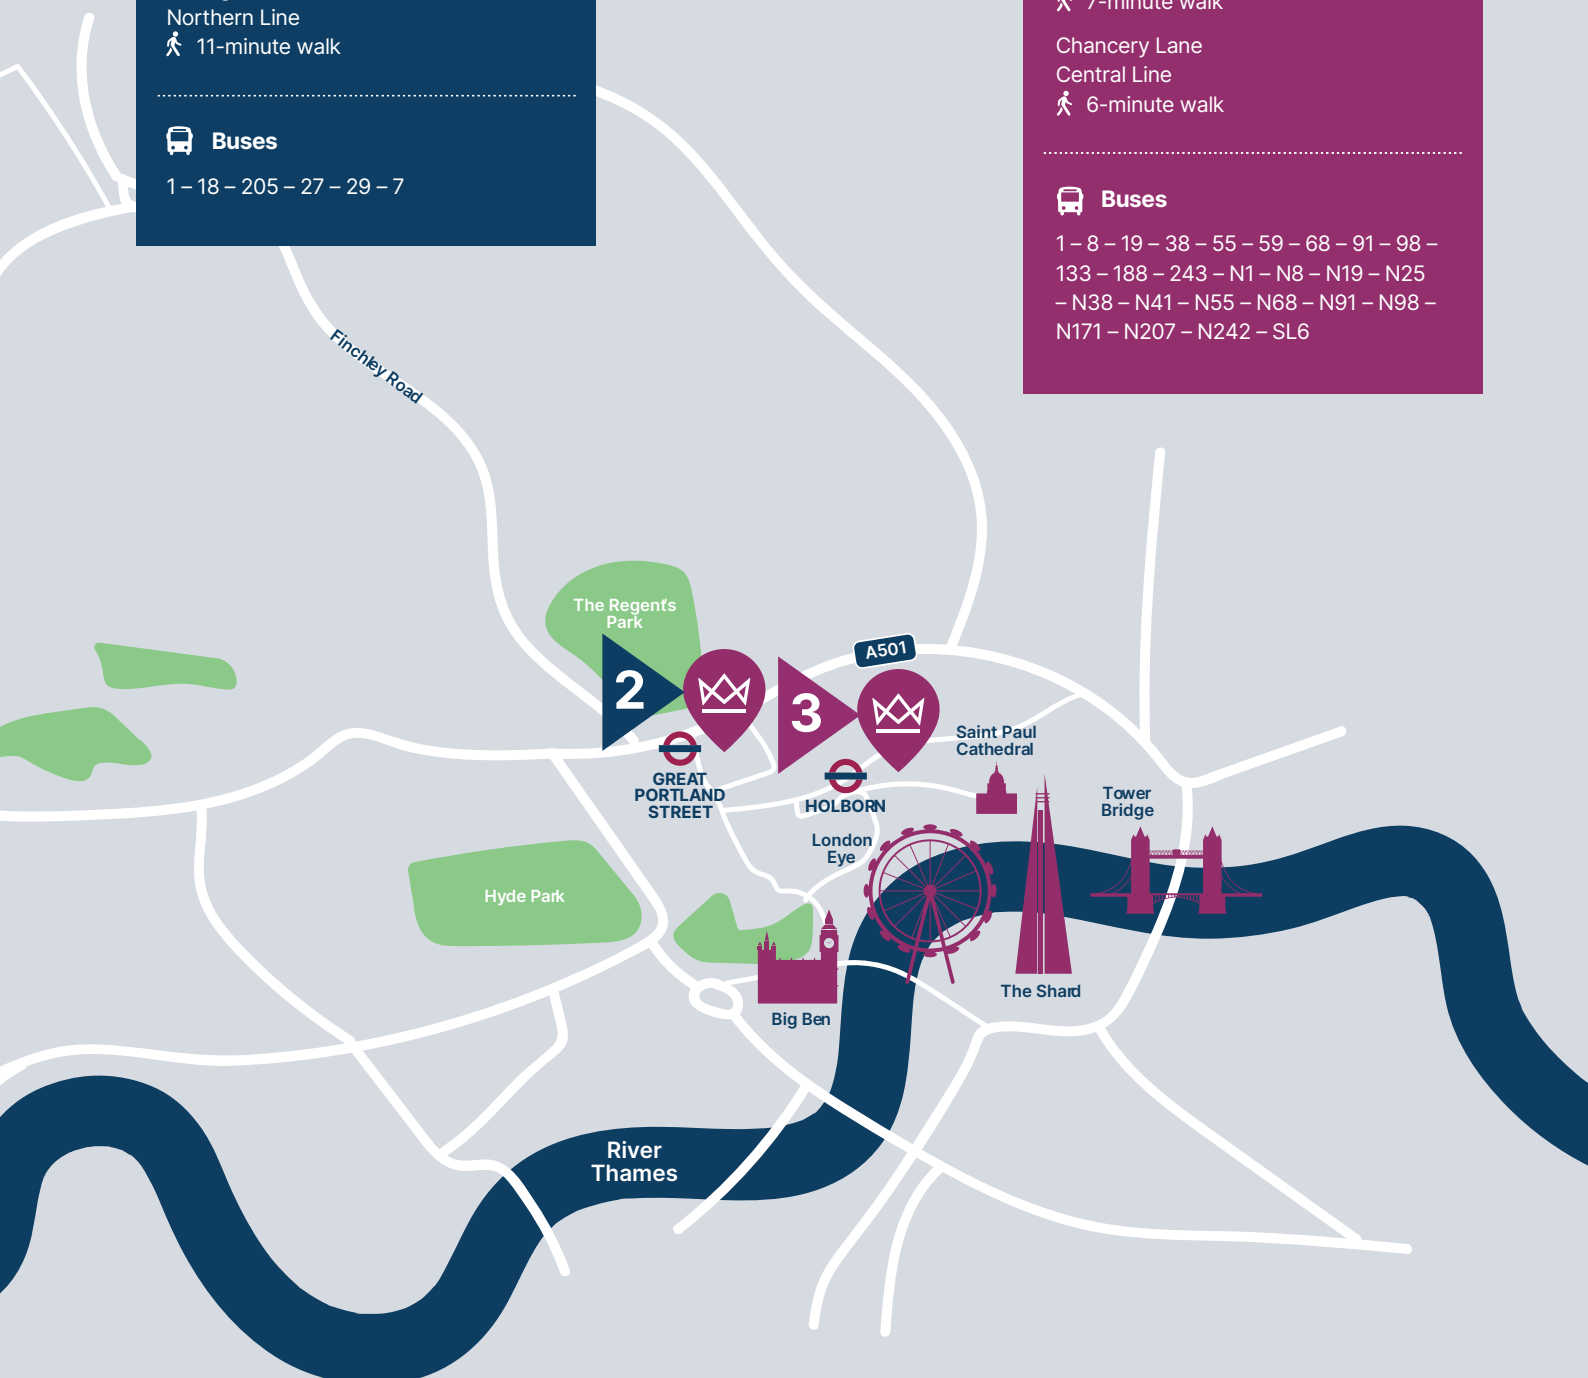 Northern Line
11-minute walk
Buses
1 – 18 – 205 – 27 – 29 – 7
7-minute walk
Chancery Lane
Central Line
6-minute walk
Buses
1 – 8 – 19 – 38 – 55 – 59 – 68 – 91 – 98 –
133 – 188 – 243 – N1 – N8 – N19 – N25
– N38 – N41 – N55 – N68 – N91 – N98 –
N171 – N207 – N242 – SL6
Finchley Road
The Regent's
Park
A501
2
3
Saint Paul
Cathedral
GREAT
PORTLAND
STREET
HOLBORN
Tower
Bridge
London
Eye
Hyde Park
The Shard
Big Ben
River
Thames